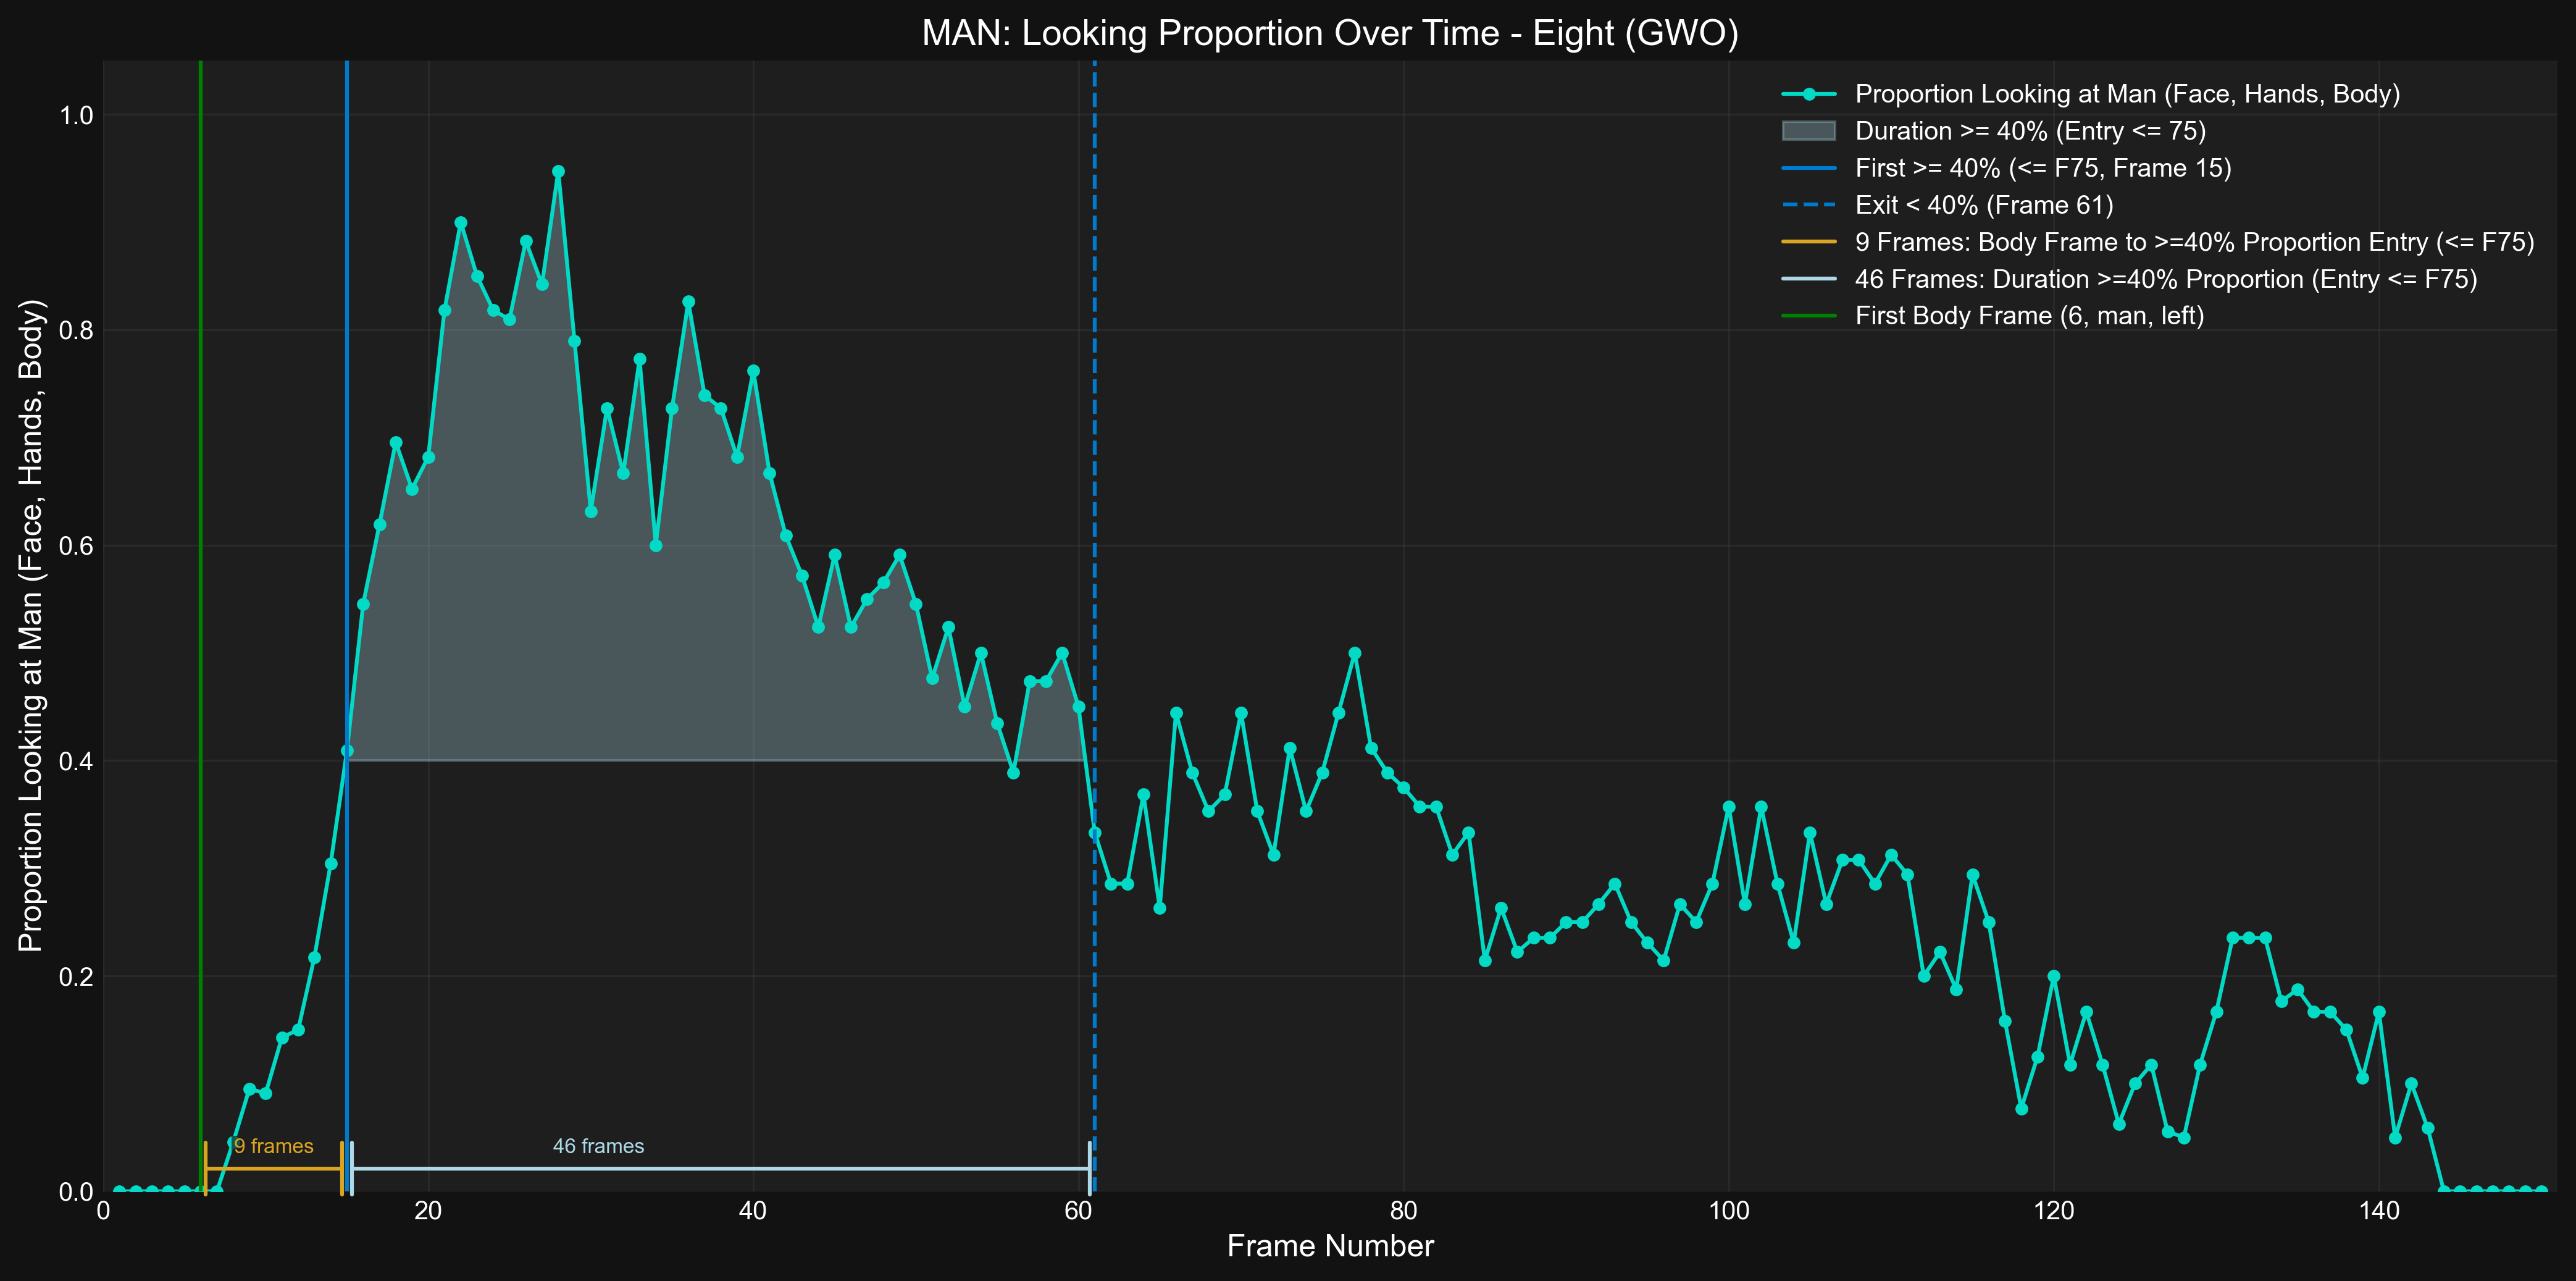 MAN: Looking Proportion Over Time - Eight (GWO)
Proportion Looking at Man (Face, Hands, Body)
Duration >= 40% (Entry <= 75)
First >= 40% (<= F75, Frame 15)
Exit < 40% (Frame 61)
9 Frames: Body Frame to >=40% Proportion Entry (<= F75)
46 Frames: Duration >=40% Proportion (Entry <= F75)
First Body Frame (6, man, left)
Proportion Looking at Man (Face, Hands, Body)
1.0
0.8
0.6
0.4
0.2
0.0
9 frames
46 frames
0 20 40 60 80 100 120 140
Frame Number